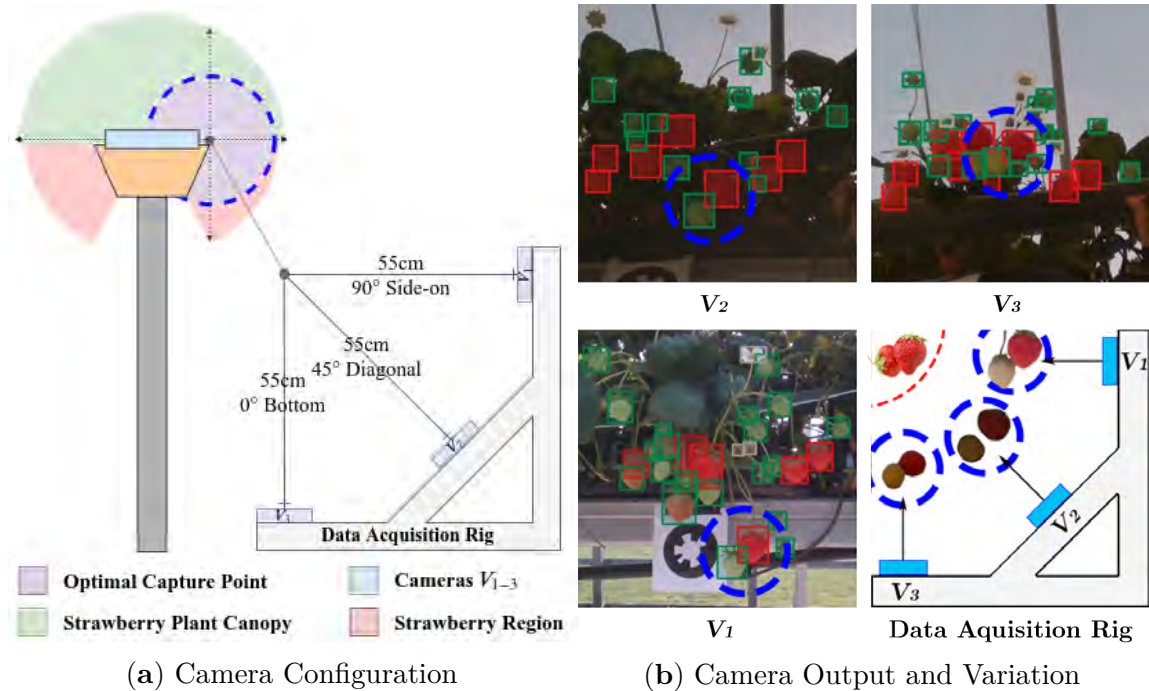 55cm
90° Side-on
V1
55cm
45° Diagonal
55cm
0° Bottom
V2
V3
Data Acquisition Rig
Optimal Capture Point
Cameras V1–3
Strawberry Plant Canopy
Strawberry Region
(a) Camera Configuration
V2
V3
V1
V1
V2
V3
Data Aquisition Rig
(b) Camera Output and Variation